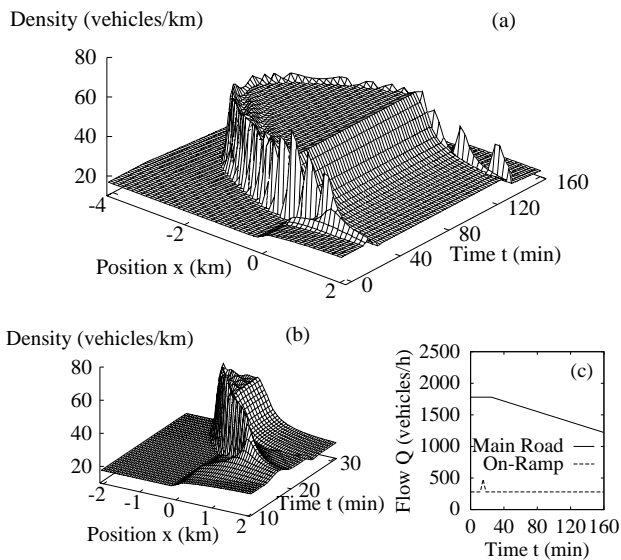 Density (vehicles/km)
(a)
80
60
40
20
-4
-2
0
2
Position x (km)
0
40
80
120
160
Time t (min)
Density (vehicles/km)
(b)
80
60
40
20
-2
-1
0
1
2
Position x (km)
10
20
30
Time t (min)
(c)
2500
2000
1500
1000
500
0
Flow Q (vehicles/h)
Main Road
On-Ramp
0 40 80 120 160
Time t (min)